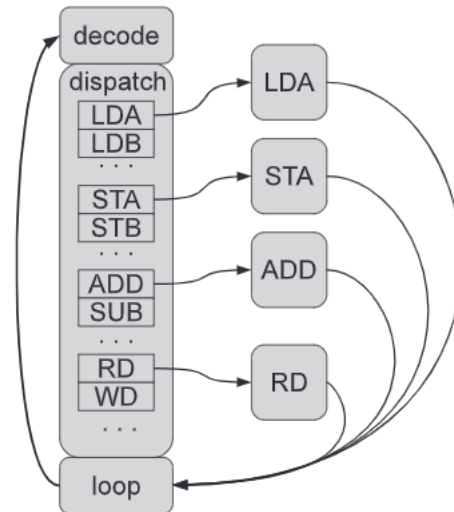 decode
dispatch
LDA
LDB
. . .
STA
STB
. . .
ADD
SUB
. . .
RD
WD
. . .
loop
LDA
STA
ADD
RD